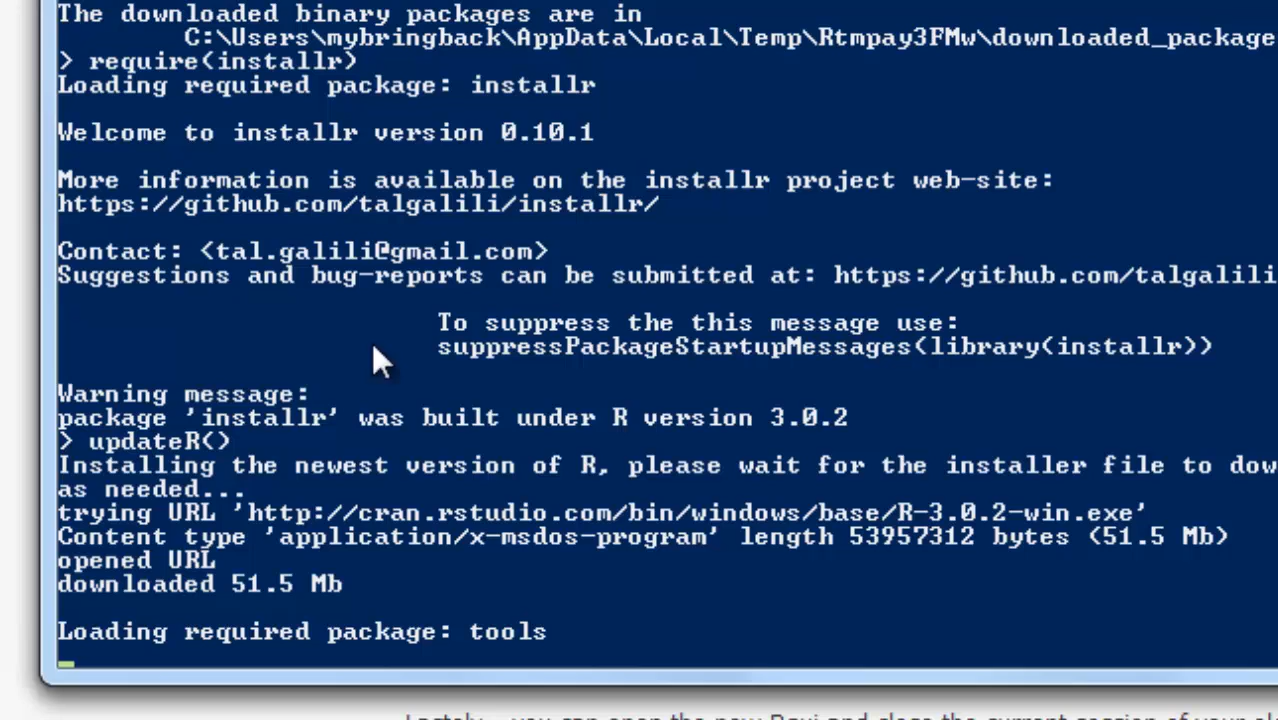 The downloaded binary packages are in
C:\Users\mybringback\AppData\Local\Temp\Rtmpay3FMw\downloaded_package
> require(installr)
Loading required package: installr
Welcome to installr version 0.10.1
More information is available on the installr project web-site:
https://github.com/talgalili/installr/
Contact: <tal.galili@gmail.com>
Suggestions and bug-reports can be submitted at: https://github.com/talgalili
To suppress the this message use:
suppressPackageStartupMessages(library(installr))
Warning message:
package 'installr' was built under R version 3.0.2
> updateR()
Installing the newest version of R, please wait for the installer file to dow
as needed...
trying URL 'http://cran.rstudio.com/bin/windows/base/R-3.0.2-win.exe'
Content type 'application/x-msdos-program' length 53957312 bytes (51.5 Mb)
opened URL
downloaded 51.5 Mb
Loading required package: tools